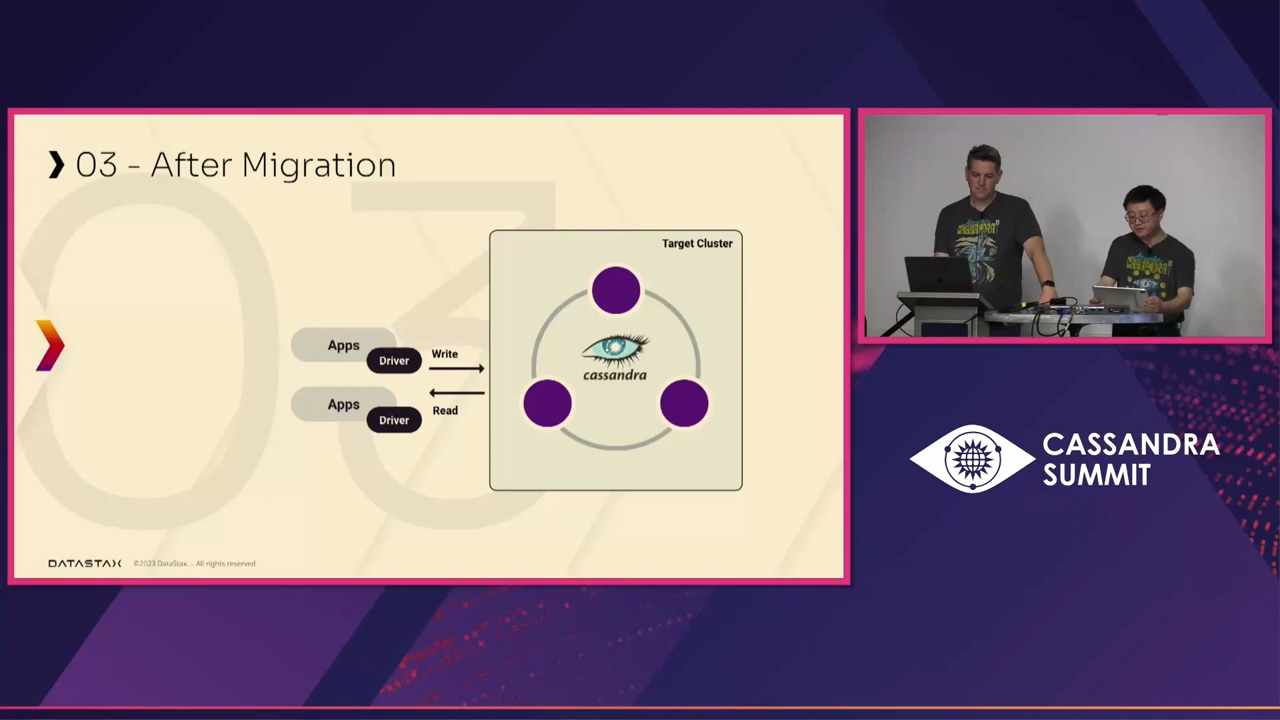 03 - After Migration
Target Cluster
Apps
Driver
Write
cassandra
Apps
Driver
Read
DATASTAX
©2023 DataStax. – All rights reserved
CASSANDRA
SUMMIT